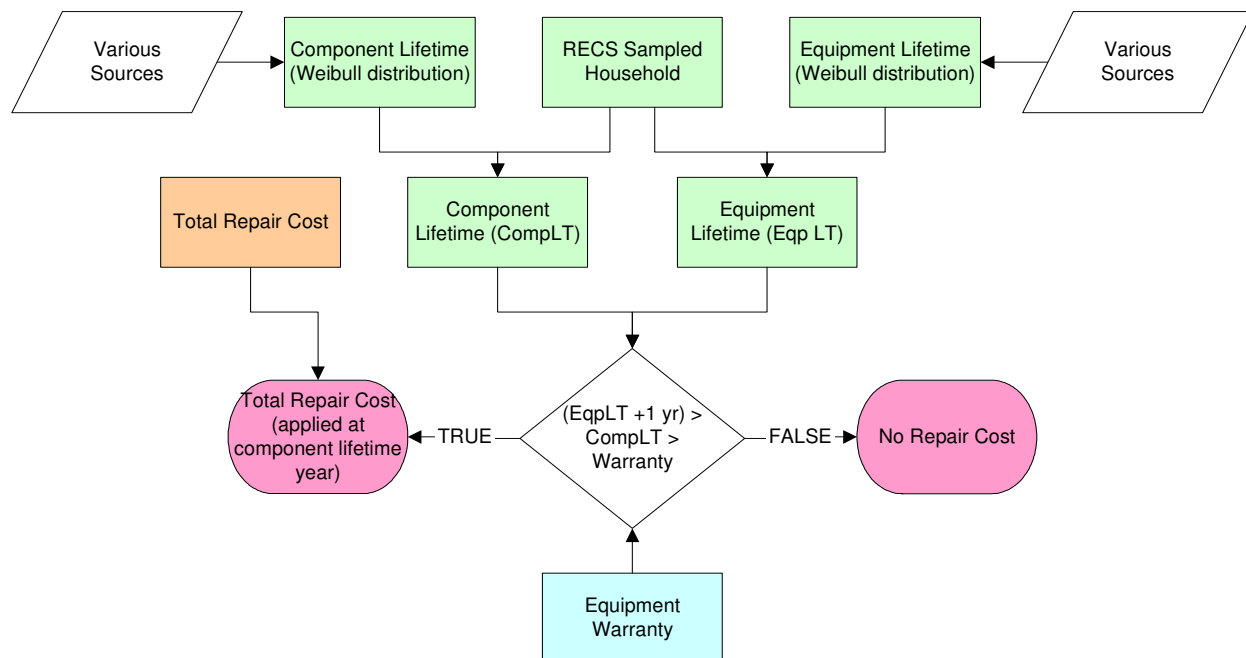 Various
Sources
Component Lifetime
(Weibull distribution)
RECS Sampled
Household
Equipment Lifetime
(Weibull distribution)
Various
Sources
Total Repair Cost
Component
Lifetime (CompLT)
Equipment
Lifetime (Eqp LT)
Total Repair Cost
(applied at
component lifetime
year)
TRUE
(EqpLT +1 yr) >
CompLT >
Warranty
FALSE
No Repair Cost
Equipment
Warranty